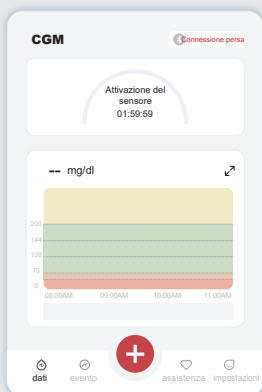 CGM
Connessione persa
Attivazione del
sensore
01:59:59
-- mg/dl
200
144
108
70
0
08:00AM 09:00AM 10:00AM 11:00AM
dati evento assistenza impostazioni